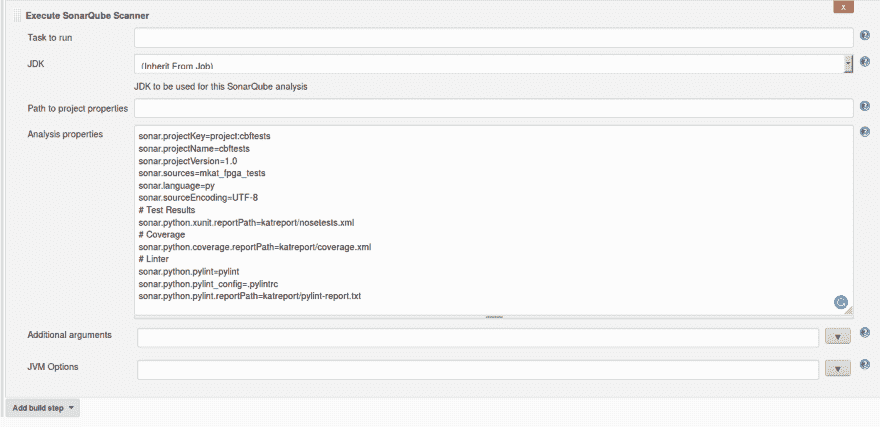 x
Execute SonarQube Scanner
Task to run
JDK
(Inherit From Job)
JDK to be used for this SonarQube analysis
Path to project properties
Analysis properties
sonar.projectKey=project:cbftests
sonar.projectName=cbftests
sonar.projectVersion=1.0
sonar.sources=mkat_fpga_tests
sonar.language=py
sonar.sourceEncoding=UTF-8
# Test Results
sonar.python.xunit.reportPath=katreport/nosetests.xml
# Coverage
sonar.python.coverage.reportPath=katreport/coverage.xml
# Linter
sonar.python.pylint=pylint
sonar.python.pylint_config=.pylintrc
sonar.python.pylint.reportPath=katreport/pylint-report.txt
Additional arguments
JVM Options
Add build step